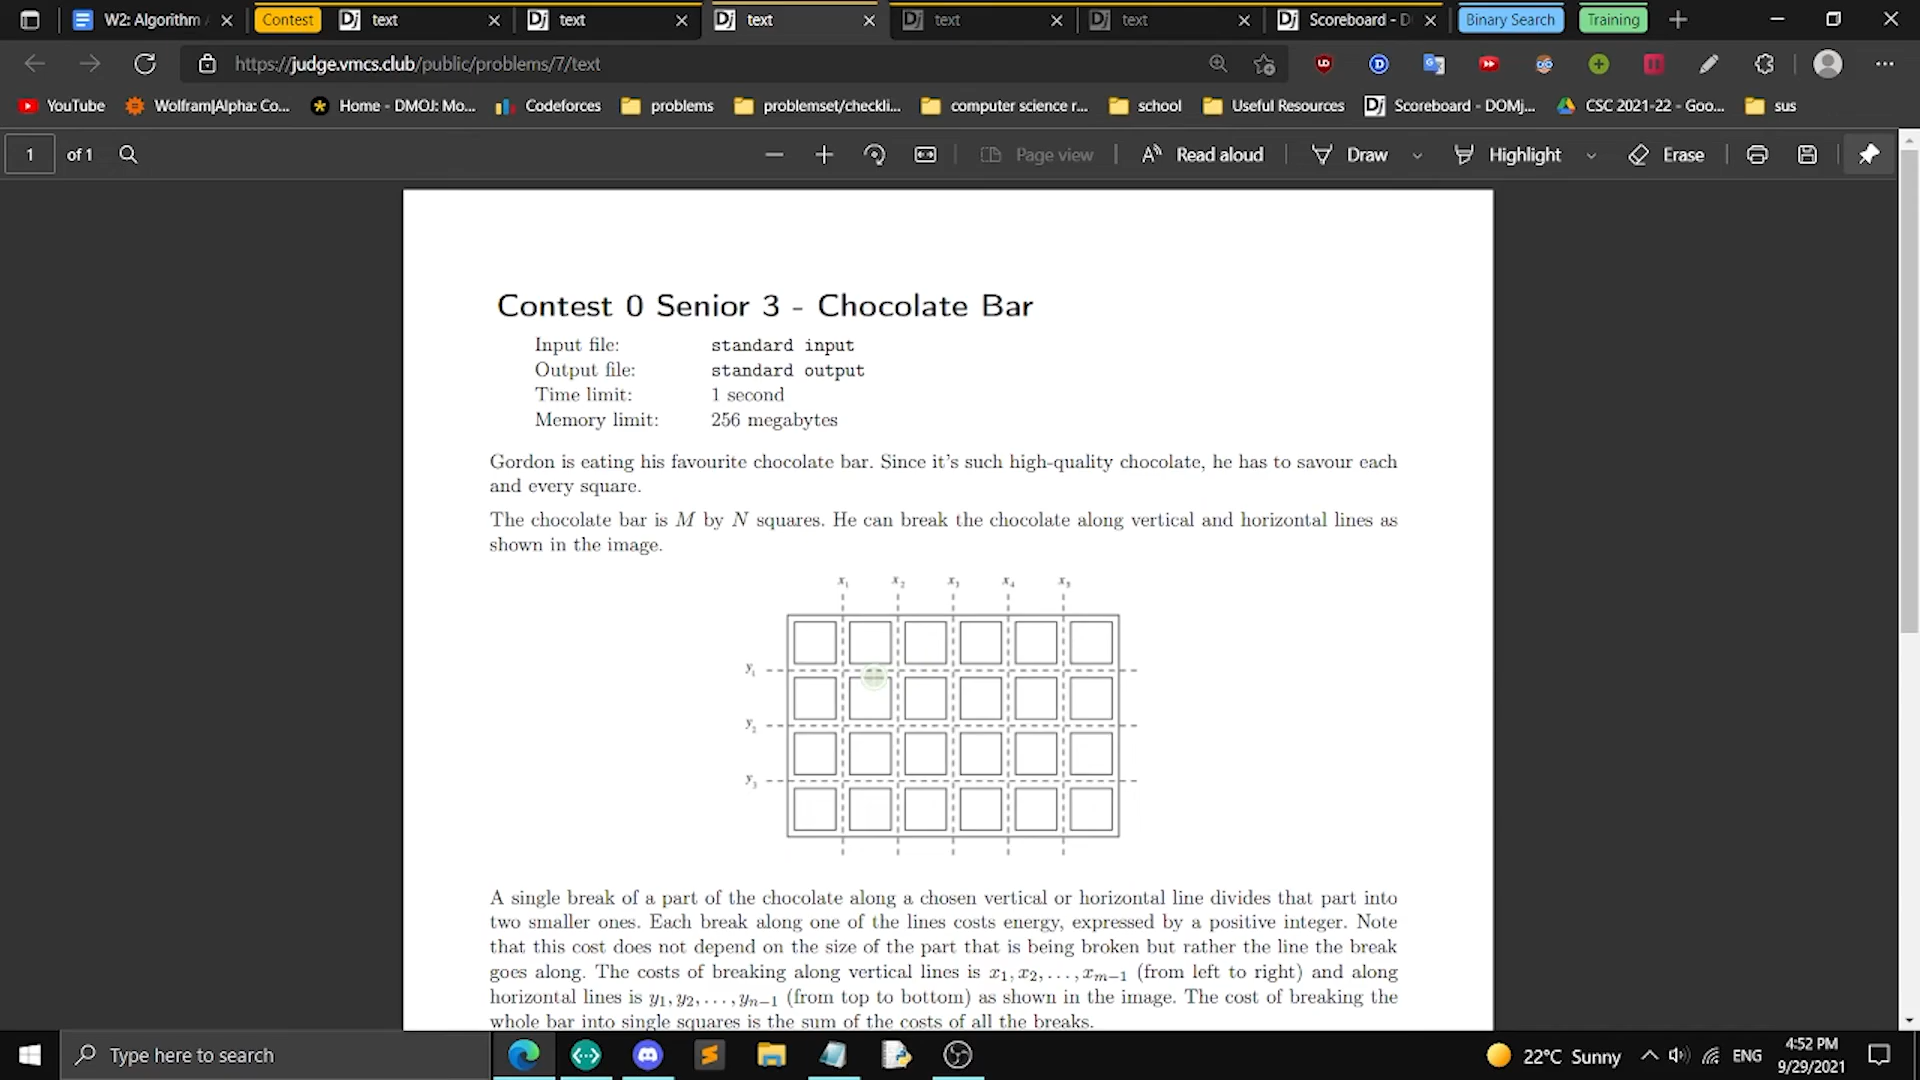 W2: Algorithm
Contest
text
text
text
text
text
Scoreboard - D
Binary Search
Training
https://judge.vmcs.club/public/problems/7/text
YouTube
Wolfram|Alpha: Co...
Home - DMOJ: Mo...
Codeforces
problems
problemset/checkli...
computer science r...
school
Useful Resources
Scoreboard - DOMj...
CSC 2021-22 - Goo...
sus
1 of 1
Page view
Read aloud
Draw
Highlight
Erase
Contest 0 Senior 3 - Chocolate Bar
Input file: standard input
Output file: standard output
Time limit: 1 second
Memory limit: 256 megabytes
Gordon is eating his favourite chocolate bar. Since it's such high-quality chocolate, he has to savour each
and every square.
The chocolate bar is M by N squares. He can break the chocolate along vertical and horizontal lines as
shown in the image.
x₁ x₂ x₃ x₄ x₅
y₁
y₂
y₃
A single break of a part of the chocolate along a chosen vertical or horizontal line divides that part into
two smaller ones. Each break along one of the lines costs energy, expressed by a positive integer. Note
that this cost does not depend on the size of the part that is being broken but rather the line the break
goes along. The costs of breaking along vertical lines is x₁, x₂, . . . , xₘ₋₁ (from left to right) and along
horizontal lines is y₁, y₂, . . . , yₙ₋₁ (from top to bottom) as shown in the image. The cost of breaking the
whole bar into single squares is the sum of the costs of all the breaks.
Type here to search
22°C Sunny
ENG
4:52 PM
9/29/2021